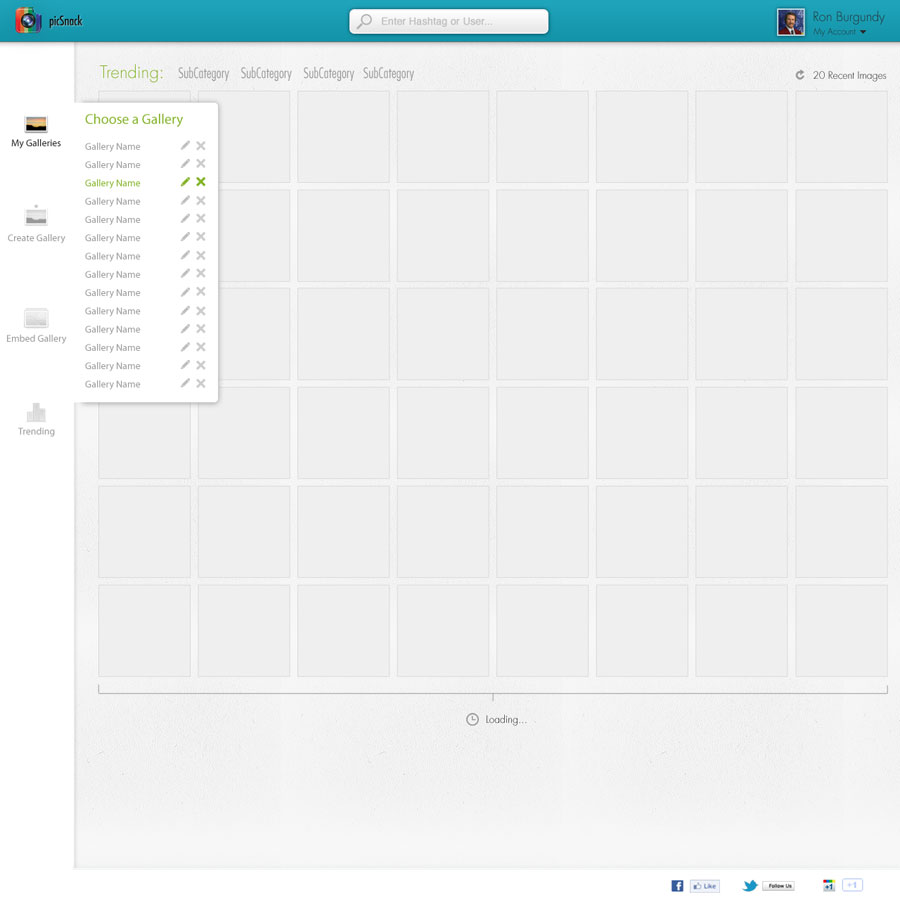 picSnack
Enter Hashtag or User...
Ron Burgundy
My Account
Trending: SubCategory SubCategory SubCategory SubCategory
20 Recent Images
My Galleries
Create Gallery
Embed Gallery
Trending
Choose a Gallery
Gallery Name
Gallery Name
Gallery Name
Gallery Name
Gallery Name
Gallery Name
Gallery Name
Gallery Name
Gallery Name
Gallery Name
Gallery Name
Gallery Name
Gallery Name
Gallery Name
Loading...
f Like
Follow Us
+1 +1